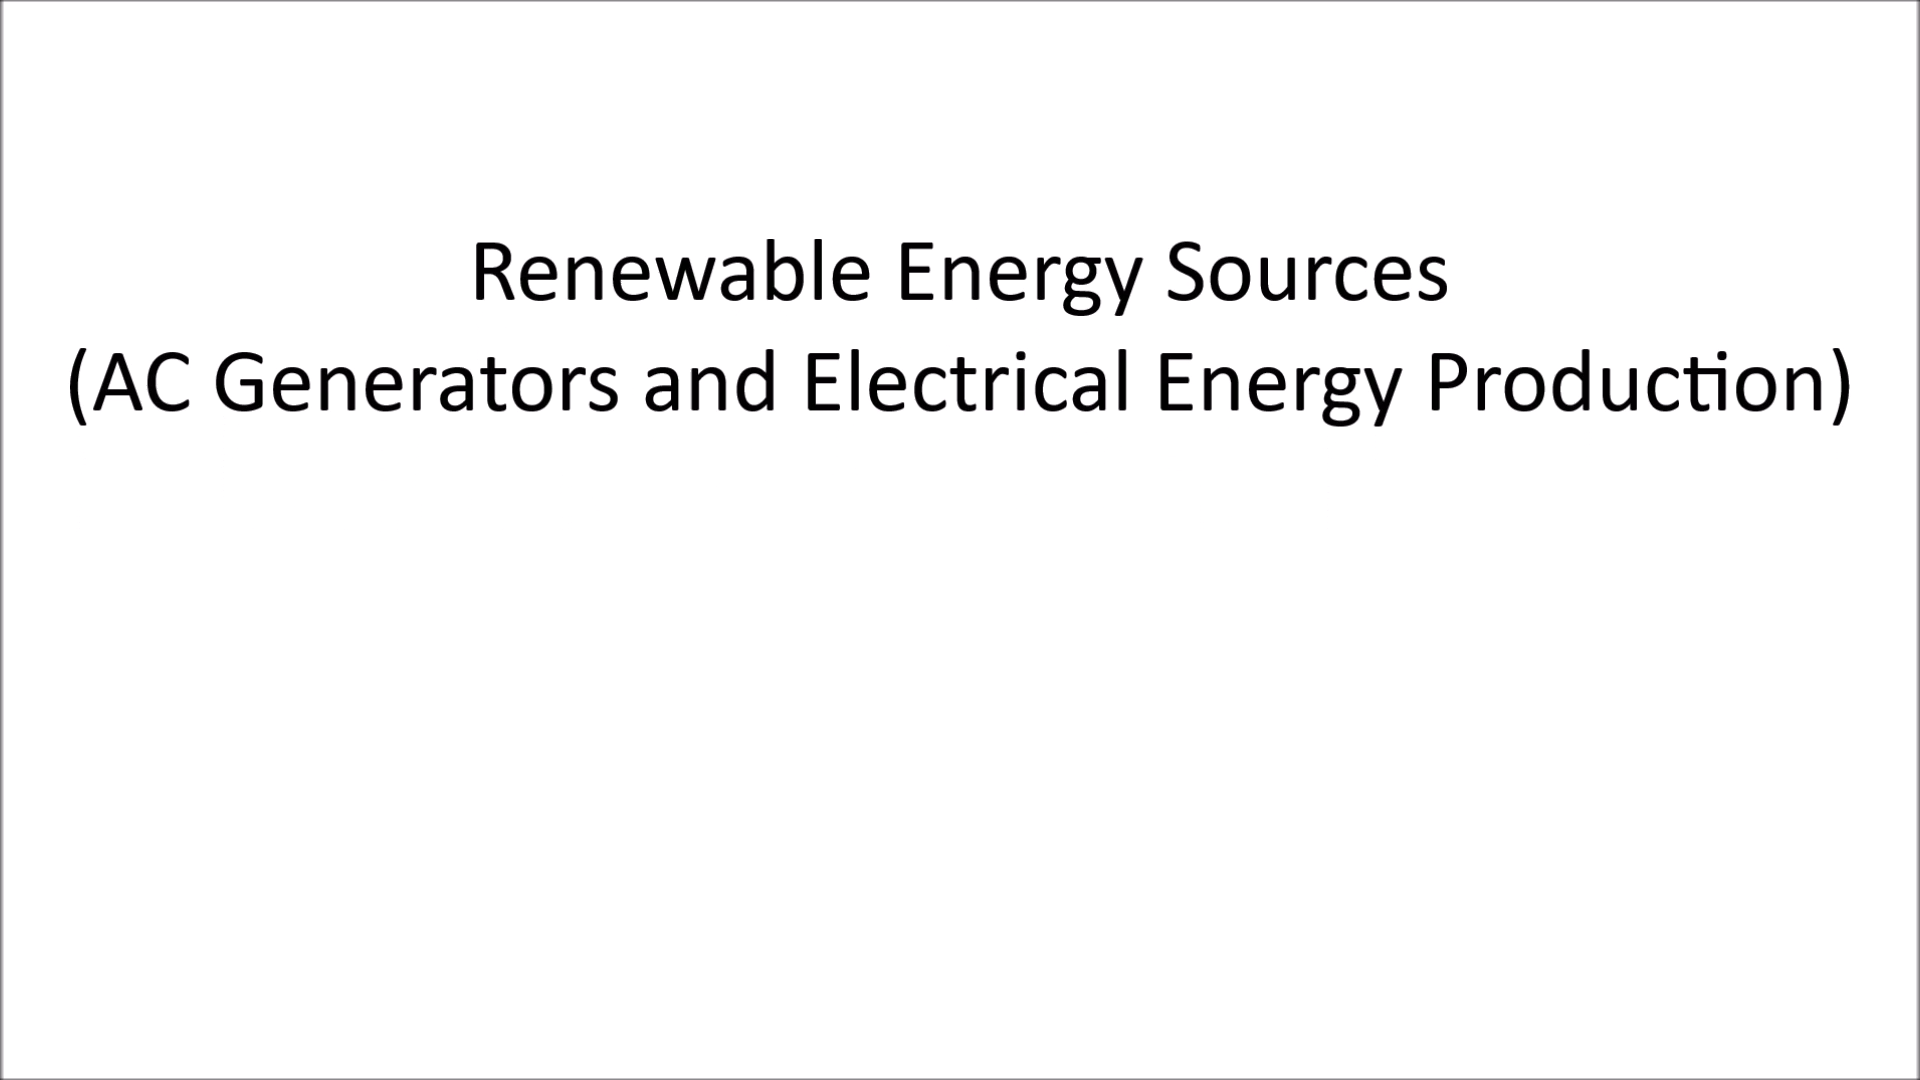 Renewable Energy Sources
(AC Generators and Electrical Energy Production)